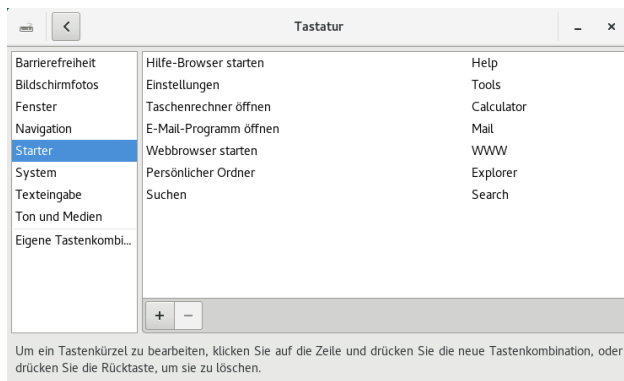 Tastatur
Barrierefreiheit
Bildschirmfotos
Fenster
Navigation
Starter
System
Texteingabe
Ton und Medien
Eigene Tastenkombi...
Hilfe-Browser starten Help
Einstellungen Tools
Taschenrechner öffnen Calculator
E-Mail-Programm öffnen Mail
Webbrowser starten WWW
Persönlicher Ordner Explorer
Suchen Search
Um ein Tastenkürzel zu bearbeiten, klicken Sie auf die Zeile und drücken Sie die neue Tastenkombination, oder
drücken Sie die Rücktaste, um sie zu löschen.